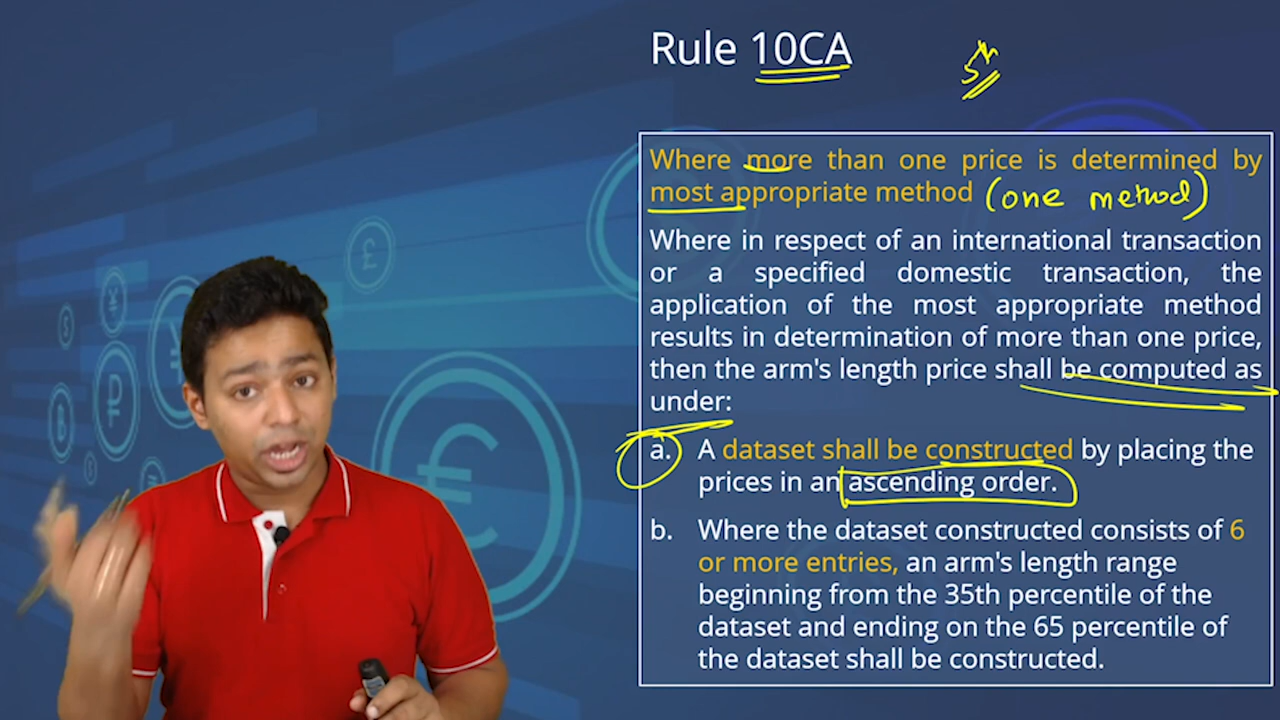 Rule 10CA
Where more than one price is determined by
most appropriate method (one method)
Where in respect of an international transaction
or a specified domestic transaction, the
application of the most appropriate method
results in determination of more than one price,
then the arm's length price shall be computed as
under:
a. A dataset shall be constructed by placing the
prices in an ascending order.
b. Where the dataset constructed consists of 6
or more entries, an arm's length range
beginning from the 35th percentile of the
dataset and ending on the 65 percentile of
the dataset shall be constructed.